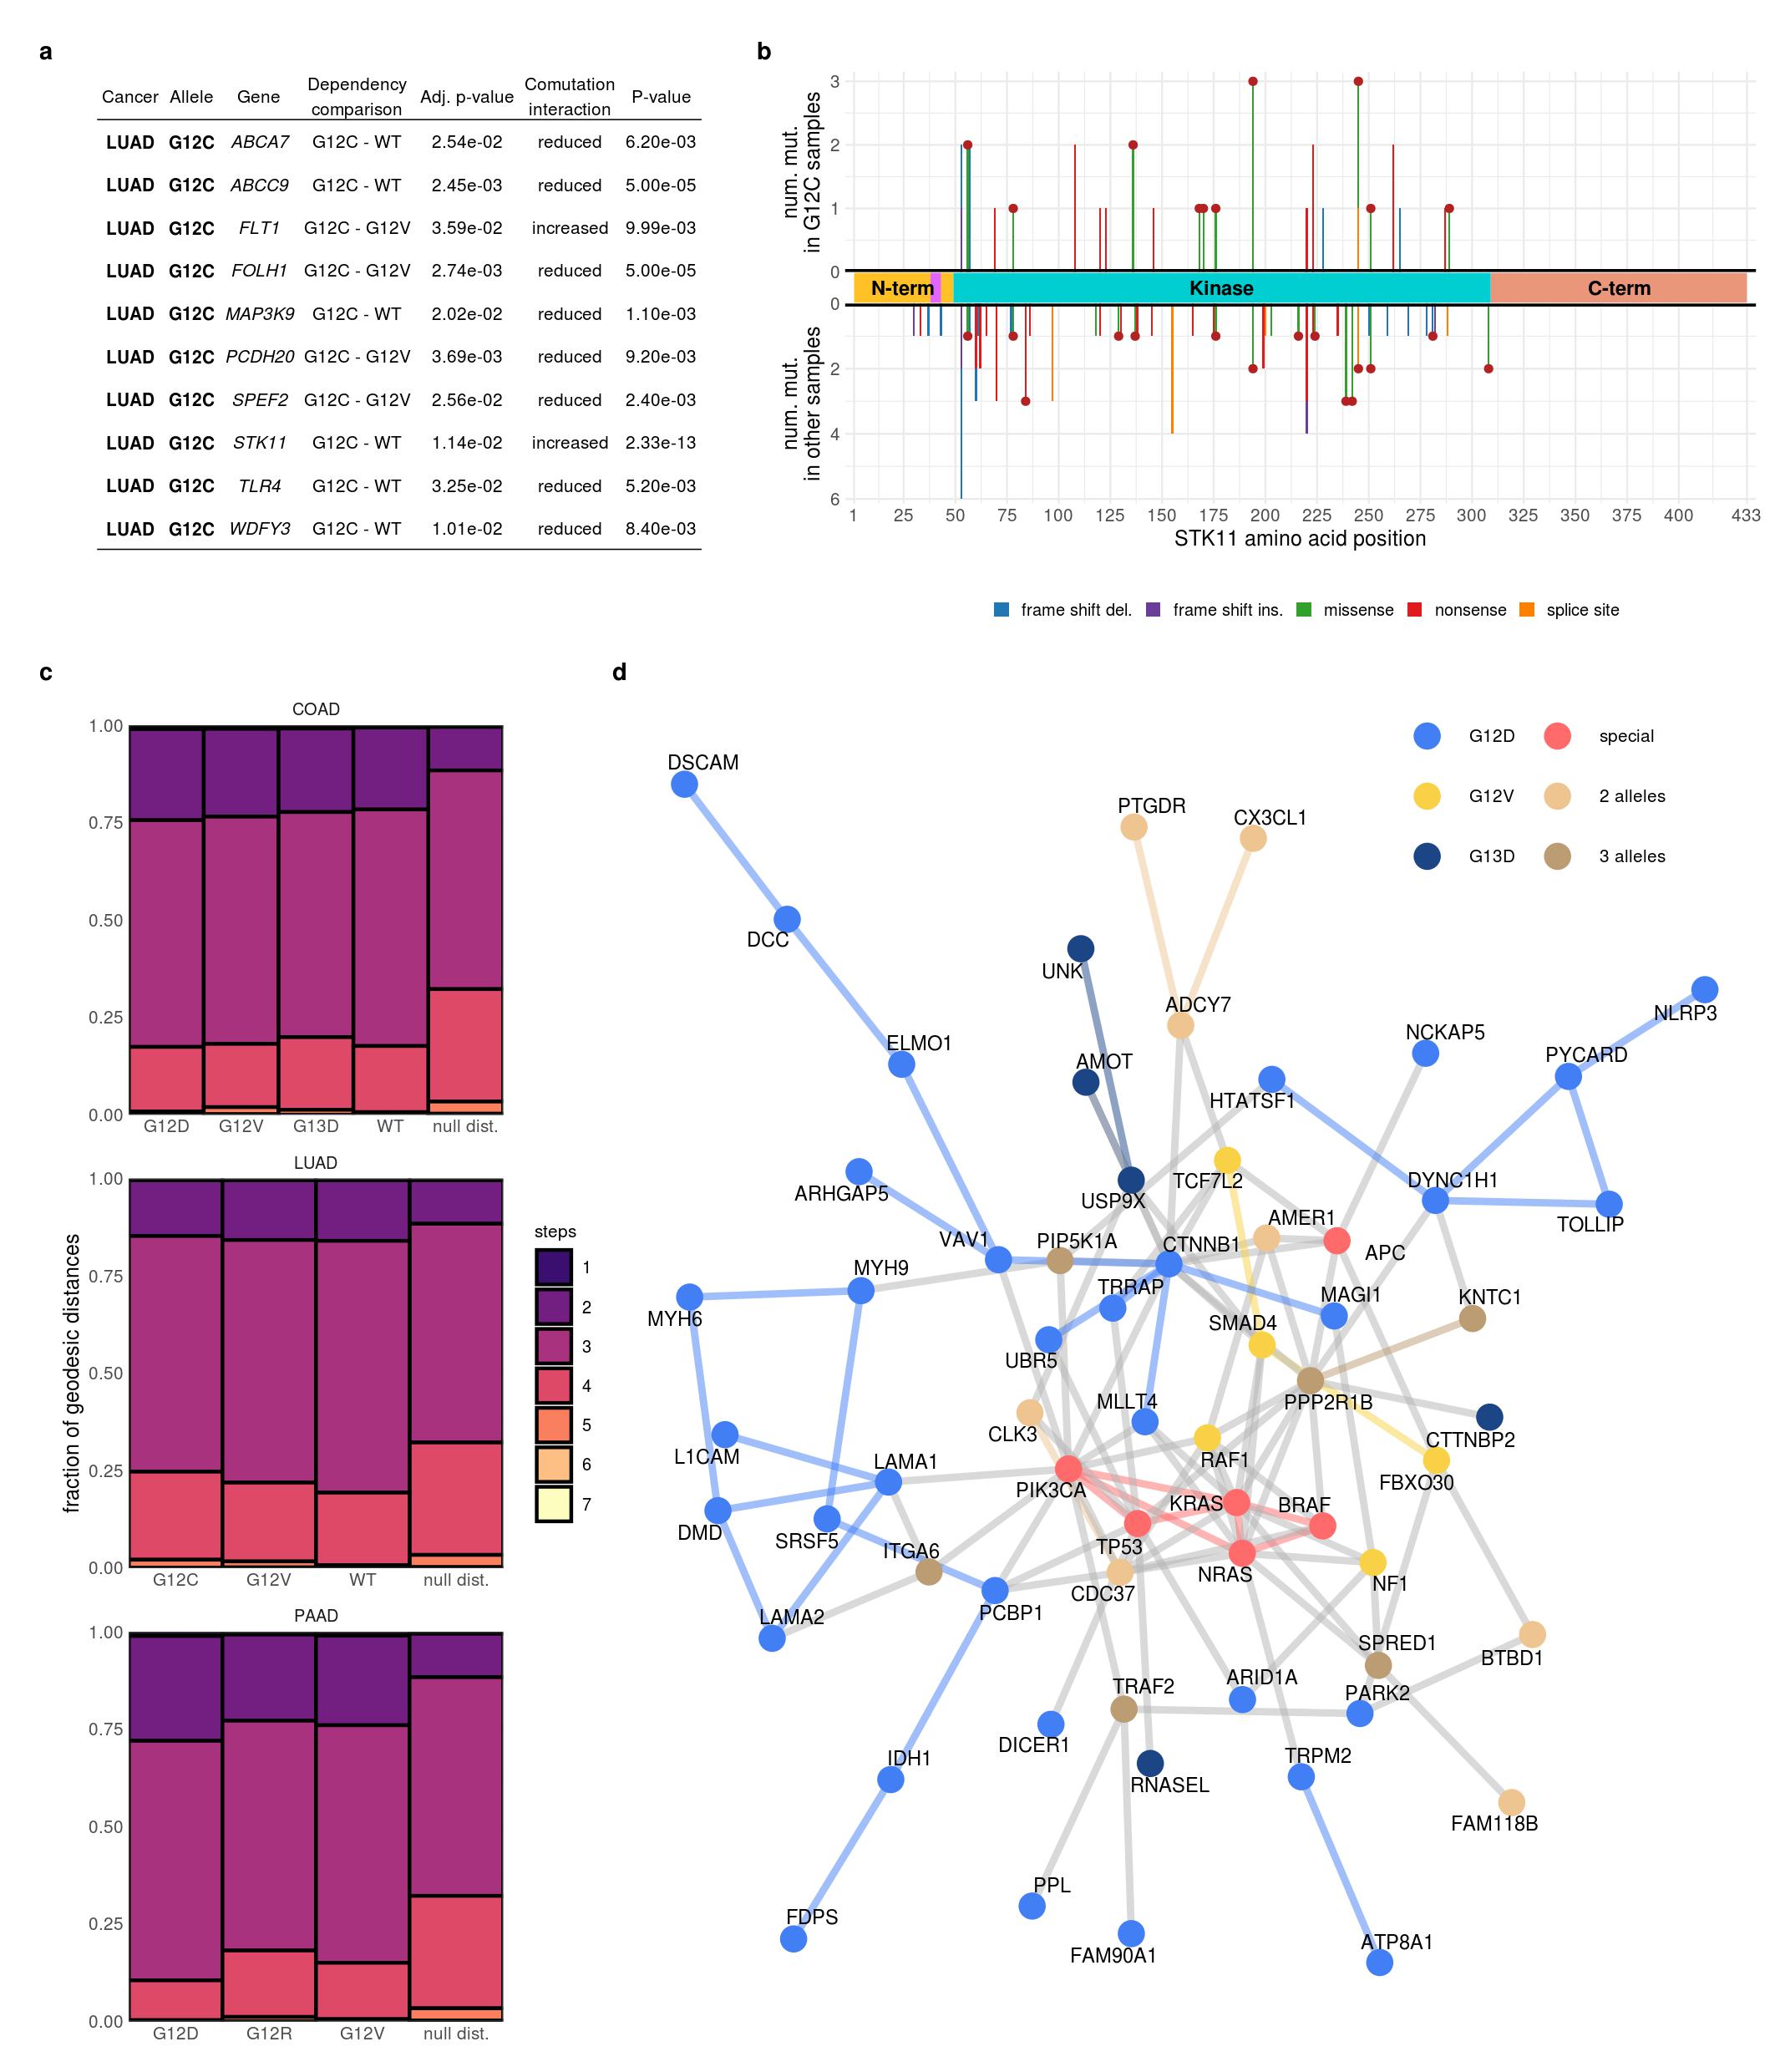 a
Cancer Allele Gene Dependency comparison Adj. p-value Comutation interaction P-value
LUAD G12C ABCA7 G12C - WT 2.54e-02 reduced 6.20e-03
LUAD G12C ABCC9 G12C - WT 2.45e-03 reduced 5.00e-05
LUAD G12C FLT1 G12C - G12V 3.59e-02 increased 9.99e-03
LUAD G12C FOLH1 G12C - G12V 2.74e-03 reduced 5.00e-05
LUAD G12C MAP3K9 G12C - WT 2.02e-02 reduced 1.10e-03
LUAD G12C PCDH20 G12C - G12V 3.69e-03 reduced 9.20e-03
LUAD G12C SPEF2 G12C - G12V 2.56e-02 reduced 2.40e-03
LUAD G12C STK11 G12C - WT 1.14e-02 increased 2.33e-13
LUAD G12C TLR4 G12C - WT 3.25e-02 reduced 5.20e-03
LUAD G12C WDFY3 G12C - WT 1.01e-02 reduced 8.40e-03
b
num. mut.
in G12C samples
3
2
1
0
N-term Kinase C-term
num. mut.
in other samples
0
2
4
6
1 25 50 75 100 125 150 175 200 225 250 275 300 325 350 375 400 433
STK11 amino acid position
frame shift del. frame shift ins. missense nonsense splice site
c
fraction of geodesic distances
COAD
1.00
0.75
0.50
0.25
0.00
G12D G12V G13D WT null dist.
LUAD
1.00
0.75
0.50
0.25
0.00
G12C G12V WT null dist.
PAAD
1.00
0.75
0.50
0.25
0.00
G12D G12R G12V null dist.
steps
1
2
3
4
5
6
7
d
G12D special
G12V 2 alleles
G13D 3 alleles
DSCAM
PTGDR
CX3CL1
DCC
UNK
ADCY7
NLRP3
NCKAP5
ELMO1
PYCARD
AMOT
HTATSF1
TCF7L2
DYNC1H1
ARHGAP5
USP9X
TOLLIP
AMER1
VAV1
PIP5K1A
CTNNB1
APC
MYH9
TRRAP
MAGI1
KNTC1
MYH6
SMAD4
UBR5
MLLT4
PPP2R1B
CLK3
CTTNBP2
L1CAM
LAMA1
RAF1
FBXO30
PIK3CA
KRAS
BRAF
DMD
SRSF5
ITGA6
TP53
NRAS
NF1
CDC37
PCBP1
LAMA2
SPRED1
BTBD1
ARID1A
TRAF2
PARK2
DICER1
IDH1
TRPM2
RNASEL
FAM118B
PPL
FDPS
ATP8A1
FAM90A1